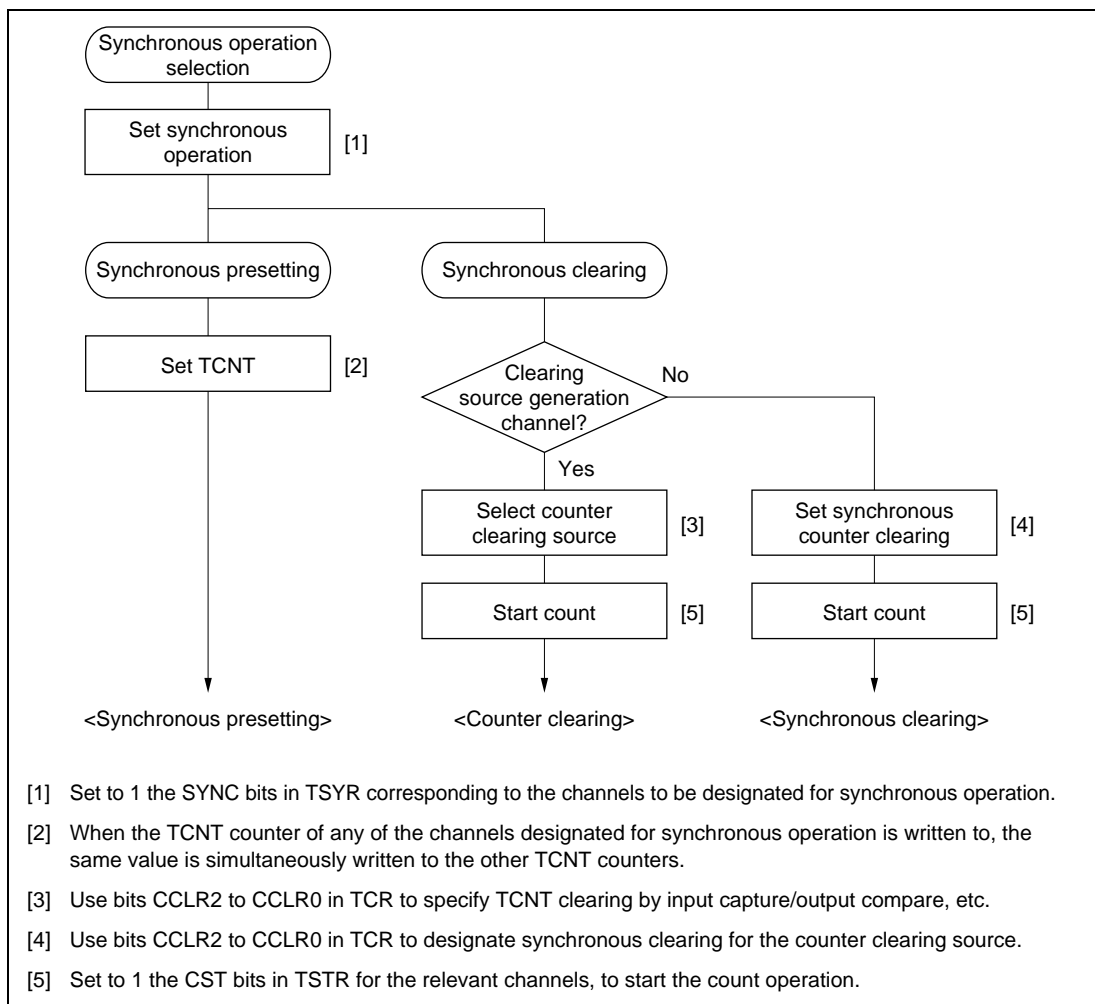 Synchronous operation
selection
Set synchronous
operation
[1]
Synchronous presetting
Synchronous clearing
Set TCNT
[2]
Clearing
source generation
channel?
No
Yes
Select counter
clearing source
[3]
Set synchronous
counter clearing
[4]
Start count
[5]
Start count
[5]
<Synchronous presetting>
<Counter clearing>
<Synchronous clearing>
[1] Set to 1 the SYNC bits in TSYR corresponding to the channels to be designated for synchronous operation.
[2] When the TCNT counter of any of the channels designated for synchronous operation is written to, the
same value is simultaneously written to the other TCNT counters.
[3] Use bits CCLR2 to CCLR0 in TCR to specify TCNT clearing by input capture/output compare, etc.
[4] Use bits CCLR2 to CCLR0 in TCR to designate synchronous clearing for the counter clearing source.
[5] Set to 1 the CST bits in TSTR for the relevant channels, to start the count operation.